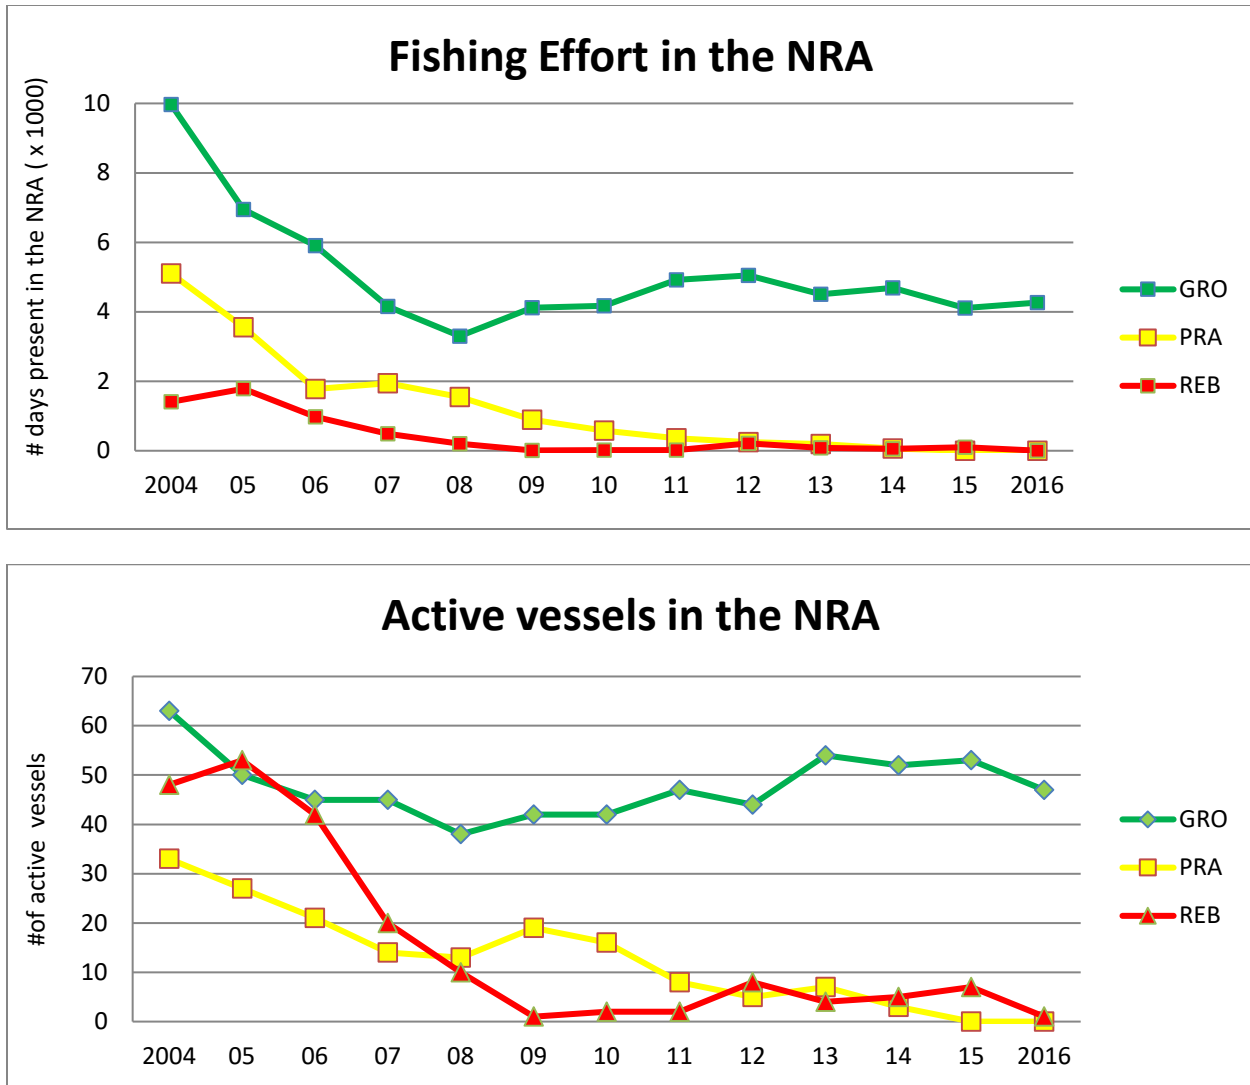 Fishing Effort in the NRA
# days present in the NRA ( x 1000)
10
8
6
4
2
0
2004 05 06 07 08 09 10 11 12 13 14 15 2016
GRO
PRA
REB
Active vessels in the NRA
#of active vessels
70
60
50
40
30
20
10
0
2004 05 06 07 08 09 10 11 12 13 14 15 2016
GRO
PRA
REB